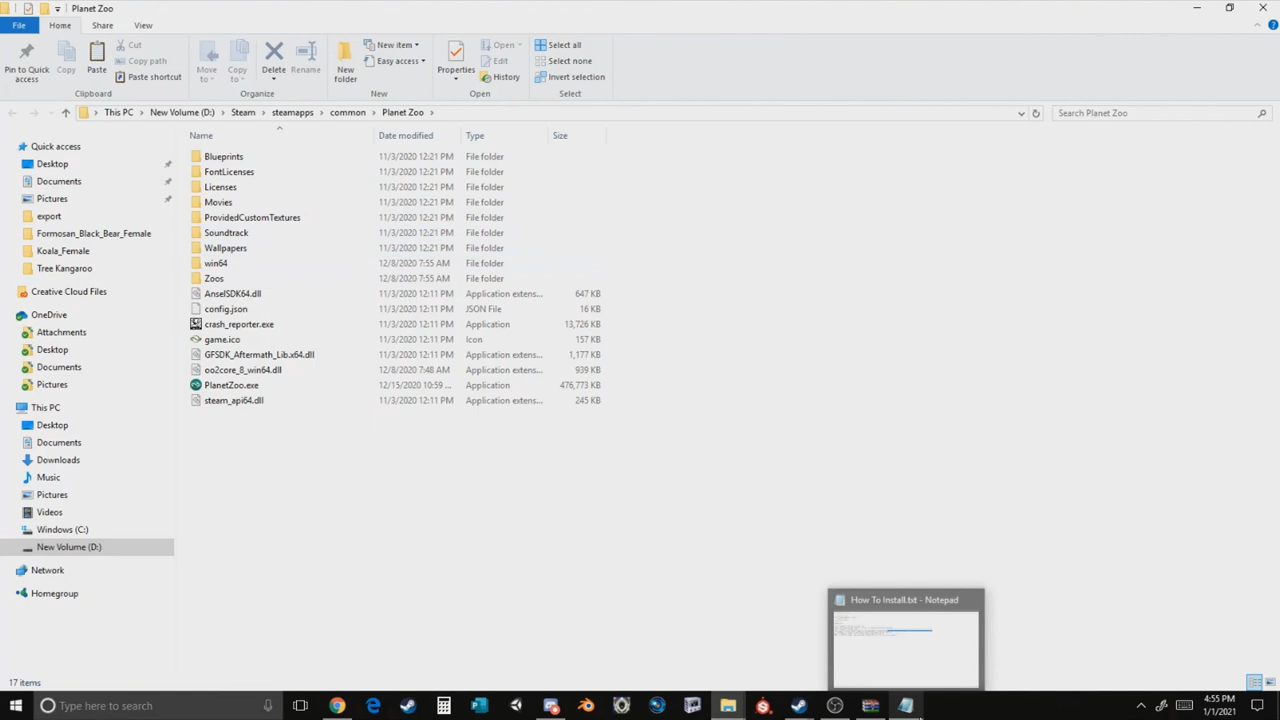 Planet Zoo
File Home Share View
Pin to Quick access
Copy
Paste
Cut
Copy path
Paste shortcut
Move to
Copy to
Delete
Rename
New folder
New item
Easy access
Properties
Open
Edit
History
Select all
Select none
Invert selection
Clipboard Organize New Open Select
This PC New Volume (D:) Steam steamapps common Planet Zoo
Search Planet Zoo
Name Date modified Type Size
Quick access
Desktop
Documents
Pictures
export
Formosan_Black_Bear_Female
Koala_Female
Tree Kangaroo
Creative Cloud Files
OneDrive
Attachments
Desktop
Documents
Pictures
This PC
Desktop
Documents
Downloads
Music
Pictures
Videos
Windows (C:)
New Volume (D:)
Network
Homegroup
Blueprints 11/3/2020 12:21 PM File folder
FontLicenses 11/3/2020 12:21 PM File folder
Licenses 11/3/2020 12:21 PM File folder
Movies 11/3/2020 12:21 PM File folder
ProvidedCustomTextures 11/3/2020 12:21 PM File folder
Soundtrack 11/3/2020 12:21 PM File folder
Wallpapers 11/3/2020 12:21 PM File folder
win64 12/8/2020 7:55 AM File folder
Zoos 12/8/2020 7:55 AM File folder
AnselSDK64.dll 11/3/2020 12:11 PM Application extens... 647 KB
config.json 11/3/2020 12:11 PM JSON File 16 KB
crash_reporter.exe 11/3/2020 12:11 PM Application 13,726 KB
game.ico 11/3/2020 12:11 PM Icon 157 KB
GFSDK_Aftermath_Lib.x64.dll 11/3/2020 12:11 PM Application extens... 1,177 KB
oo2core_8_win64.dll 12/8/2020 7:48 AM Application extens... 939 KB
PlanetZoo.exe 12/15/2020 10:59 ... Application 476,773 KB
steam_api64.dll 11/3/2020 12:11 PM Application extens... 245 KB
How To Install.txt - Notepad
17 items
Type here to search
4:55 PM
1/1/2021